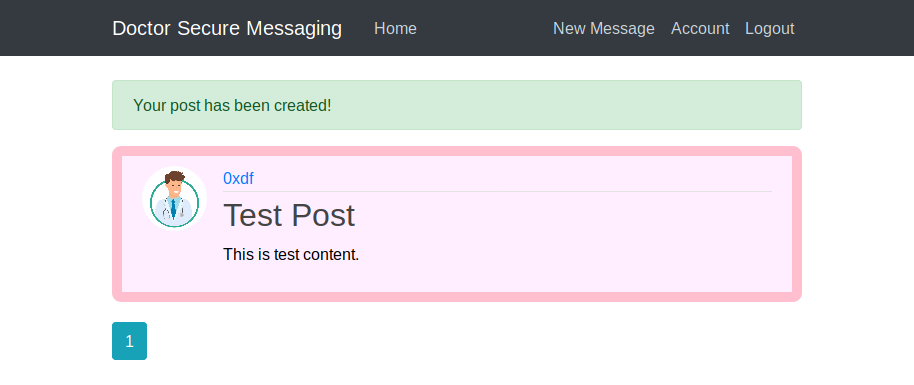 Doctor Secure Messaging Home New Message Account Logout
Your post has been created!
0xdf
Test Post
This is test content.
1